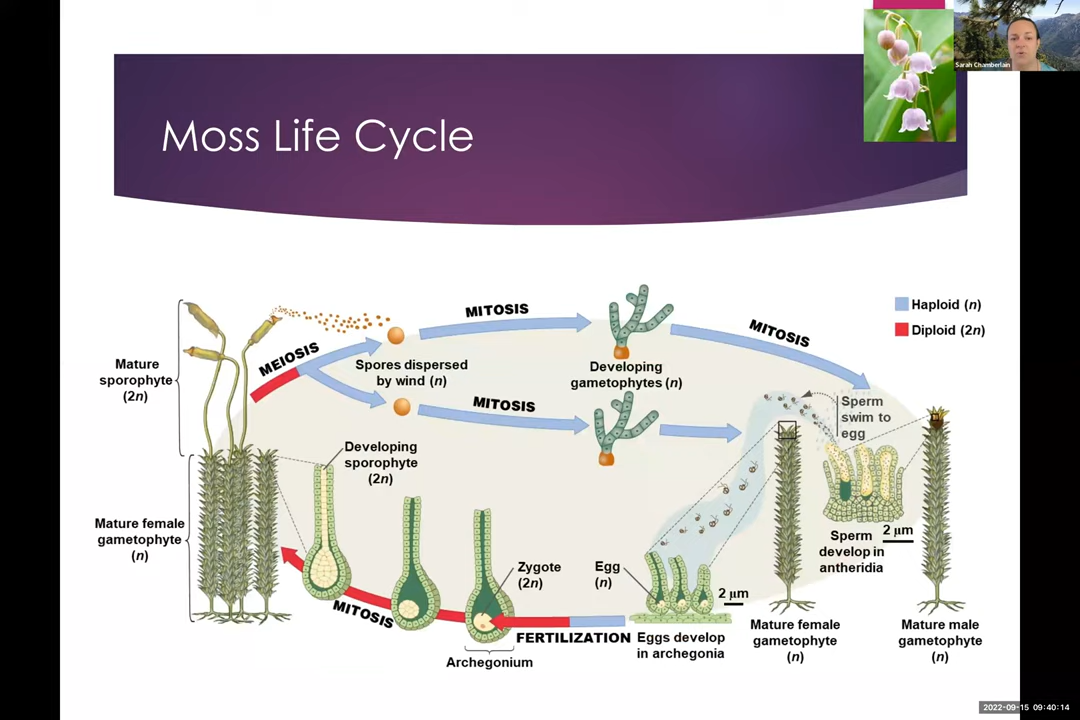 Sarah Chamberlain
Moss Life Cycle
Haploid (n)
Diploid (2n)
Mature
sporophyte
(2n)
MEIOSIS
Spores dispersed
by wind (n)
MITOSIS
MITOSIS
Developing
gametophytes (n)
MITOSIS
Sperm
swim to
egg
Developing
sporophyte
(2n)
Mature female
gametophyte
(n)
MITOSIS
Zygote
(2n)
Archegonium
FERTILIZATION
Egg
(n)
Eggs develop
in archegonia
2 μm
Mature female
gametophyte
(n)
Sperm
develop in
antheridia
2 μm
Mature male
gametophyte
(n)
2022-09-15 09:40:14